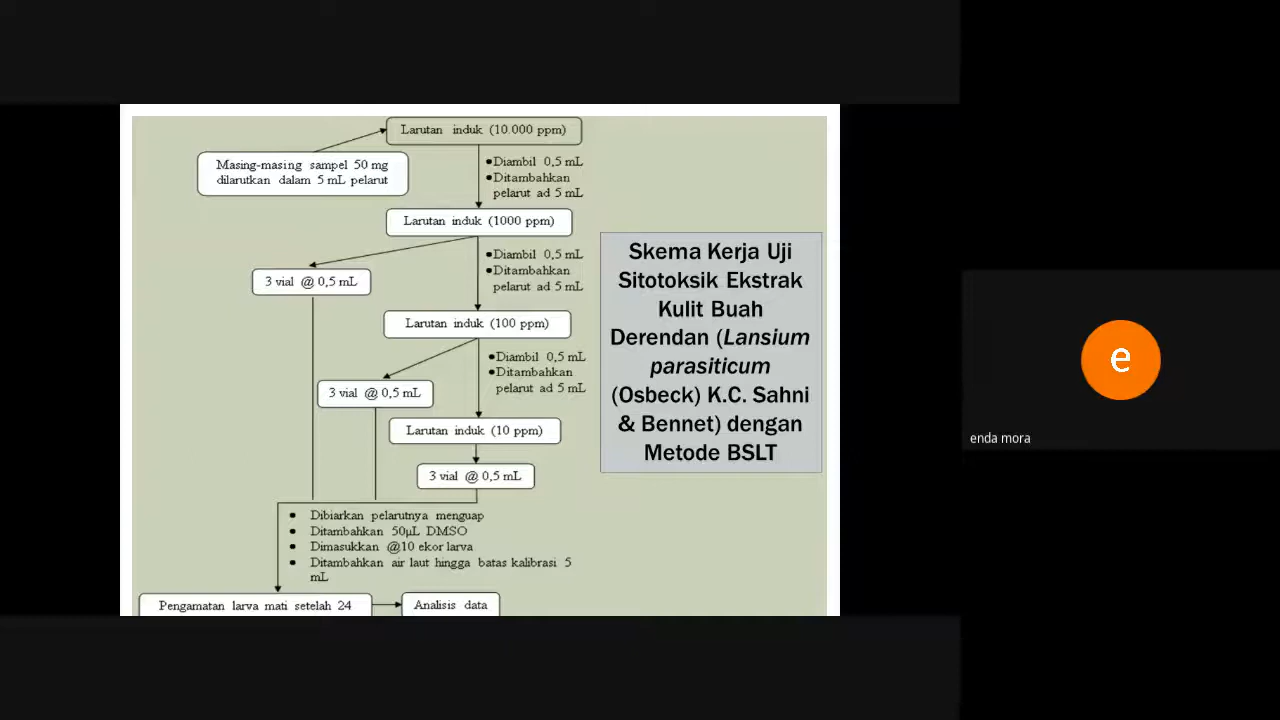 Larutan induk (10.000 ppm)
Masing-masing sampel 50 mg
dilarutkan dalam 5 mL pelarut
●Diambil 0,5 mL
●Ditambahkan
pelarut ad 5 mL
Larutan induk (1000 ppm)
●Diambil 0,5 mL
●Ditambahkan
pelarut ad 5 mL
3 vial @ 0,5 mL
Larutan induk (100 ppm)
●Diambil 0,5 mL
●Ditambahkan
pelarut ad 5 mL
3 vial @ 0,5 mL
Larutan induk (10 ppm)
3 vial @ 0,5 mL
● Dibiarkan pelarutnya menguap
● Ditambahkan 50µL DMSO
● Dimasukkan @10 ekor larva
● Ditambahkan air laut hingga batas kalibrasi 5
mL
Pengamatan larva mati setelah 24
Analisis data
Skema Kerja Uji
Sitotoksik Ekstrak
Kulit Buah
Derendan (Lansium
parasiticum
(Osbeck) K.C. Sahni
& Bennet) dengan
Metode BSLT
e
enda mora